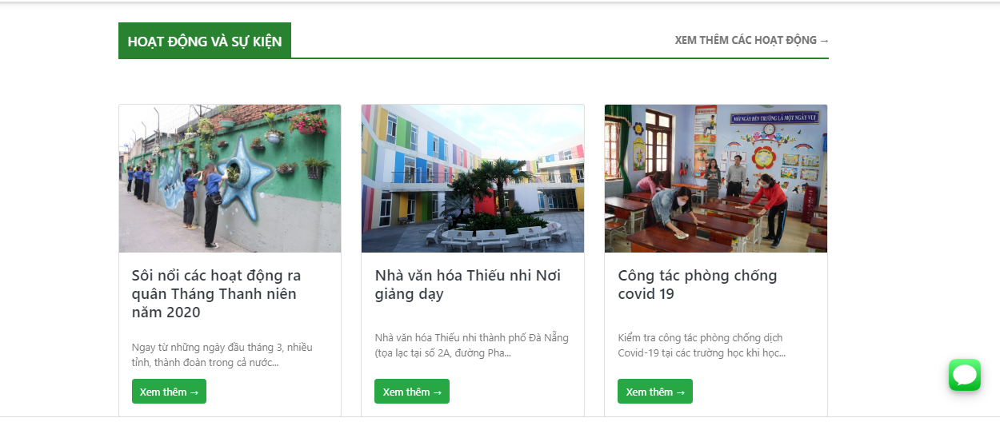 HOẠT ĐỘNG VÀ SỰ KIỆN
XEM THÊM CÁC HOẠT ĐỘNG →
MỖI NGÀY ĐẾN TRƯỜNG LÀ MỘT NGÀY VUI
Sôi nổi các hoạt động ra
quân Tháng Thanh niên
năm 2020
Ngay từ những ngày đầu tháng 3, nhiều
tỉnh, thành đoàn trong cả nước...
Xem thêm →
Nhà văn hóa Thiếu nhi Nơi
giảng dạy
Nhà văn hóa Thiếu nhi thành phố Đà Nẵng
(tọa lạc tại số 2A, đường Pha...
Xem thêm →
Công tác phòng chống
covid 19
Kiểm tra công tác phòng chống dịch
Covid-19 tại các trường học khi học...
Xem thêm →